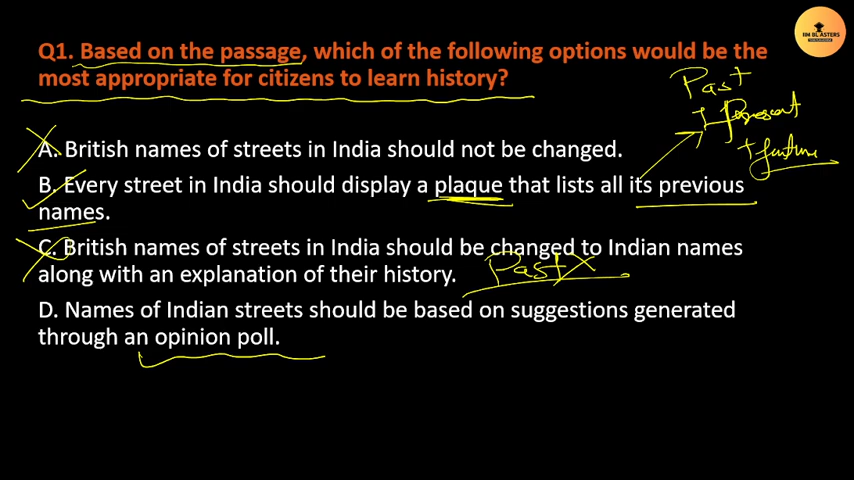 IIM BLASTERS
Q1. Based on the passage, which of the following options would be the
most appropriate for citizens to learn history?
Past
+ Present
+ future
A. British names of streets in India should not be changed.
B. Every street in India should display a plaque that lists all its previous
names.
C. British names of streets in India should be changed to Indian names
along with an explanation of their history.
Past X
D. Names of Indian streets should be based on suggestions generated
through an opinion poll.